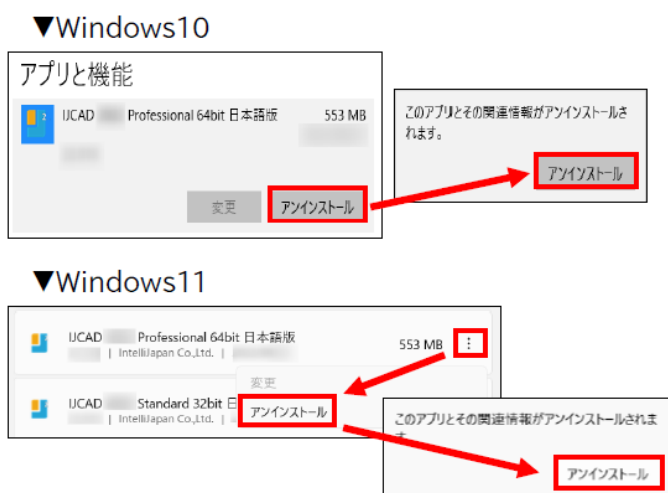 ▼Windows10
アプリと機能
IJCAD Professional 64bit 日本語版 553 MB
変更 アンインストール
このアプリとその関連情報がアンインストールさ
れます。
アンインストール
▼Windows11
IJCAD Professional 64bit 日本語版 553 MB
| IntelliJapan Co.,Ltd. |
変更
アンインストール
IJCAD Standard 32bit
| IntelliJapan Co.,Ltd. |
このアプリとその関連情報がアンインストールされま
す
アンインストール